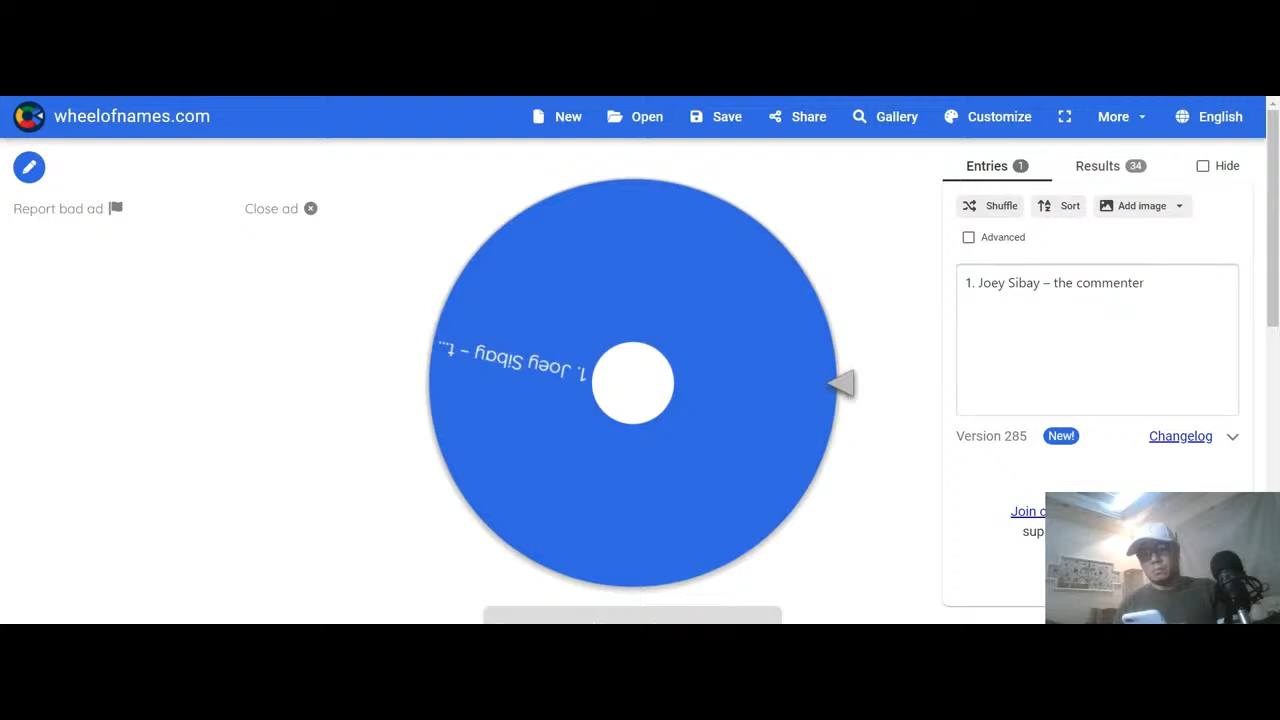 wheelofnames.com
New
Open
Save
Share
Gallery
Customize
More
English
Report bad ad
Close ad
Entries 1
Results 34
Hide
Shuffle
Sort
Add image
Advanced
1. Joey Sibay – the commenter
1. Joey Sibay – t...
Version 285
New!
Changelog
Join